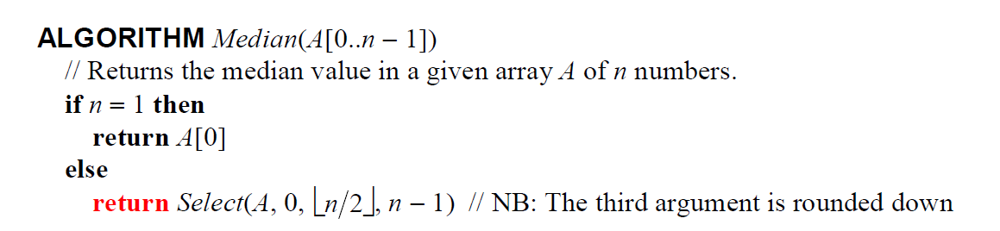 ALGORITHM Median(A[0..n – 1])
// Returns the median value in a given array A of n numbers.
if n = 1 then
return A[0]
else
return Select(A, 0, ⌊n/2⌋, n – 1) // NB: The third argument is rounded down